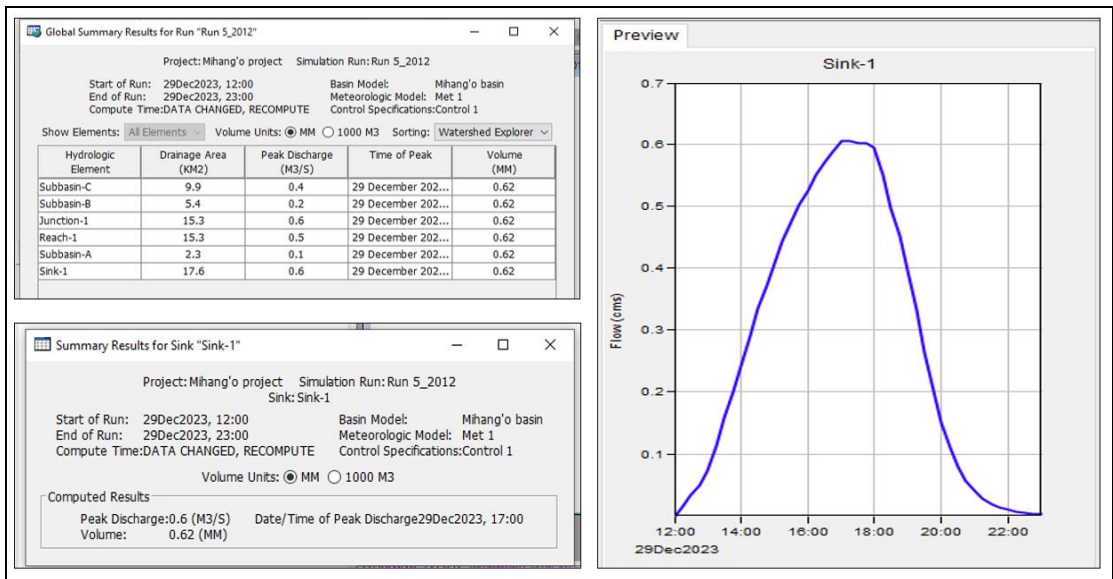 Global Summary Results for Run "Run 5_2012"
Project: Mihang'o project Simulation Run: Run 5_2012
Start of Run: 29Dec2023, 12:00 Basin Model: Mihang'o basin
End of Run: 29Dec2023, 23:00 Meteorologic Model: Met 1
Compute Time:DATA CHANGED, RECOMPUTE Control Specifications:Control 1
Show Elements: All Elements Volume Units: MM 1000 M3 Sorting: Watershed Explorer
Hydrologic Element Drainage Area (KM2) Peak Discharge (M3/S) Time of Peak Volume (MM)
Subbasin-C 9.9 0.4 29 December 202... 0.62
Subbasin-B 5.4 0.2 29 December 202... 0.62
Junction-1 15.3 0.6 29 December 202... 0.62
Reach-1 15.3 0.5 29 December 202... 0.62
Subbasin-A 2.3 0.1 29 December 202... 0.62
Sink-1 17.6 0.6 29 December 202... 0.62
Summary Results for Sink "Sink-1"
Project: Mihang'o project Simulation Run: Run 5_2012
Sink: Sink-1
Start of Run: 29Dec2023, 12:00 Basin Model: Mihang'o basin
End of Run: 29Dec2023, 23:00 Meteorologic Model: Met 1
Compute Time:DATA CHANGED, RECOMPUTE Control Specifications:Control 1
Volume Units: MM 1000 M3
Computed Results
Peak Discharge:0.6 (M3/S) Date/Time of Peak Discharge29Dec2023, 17:00
Volume: 0.62 (MM)
Preview
Sink-1
0.7
0.6
0.5
0.4
0.3
0.2
0.1
Flow (cms)
12:00 14:00 16:00 18:00 20:00 22:00
29Dec2023